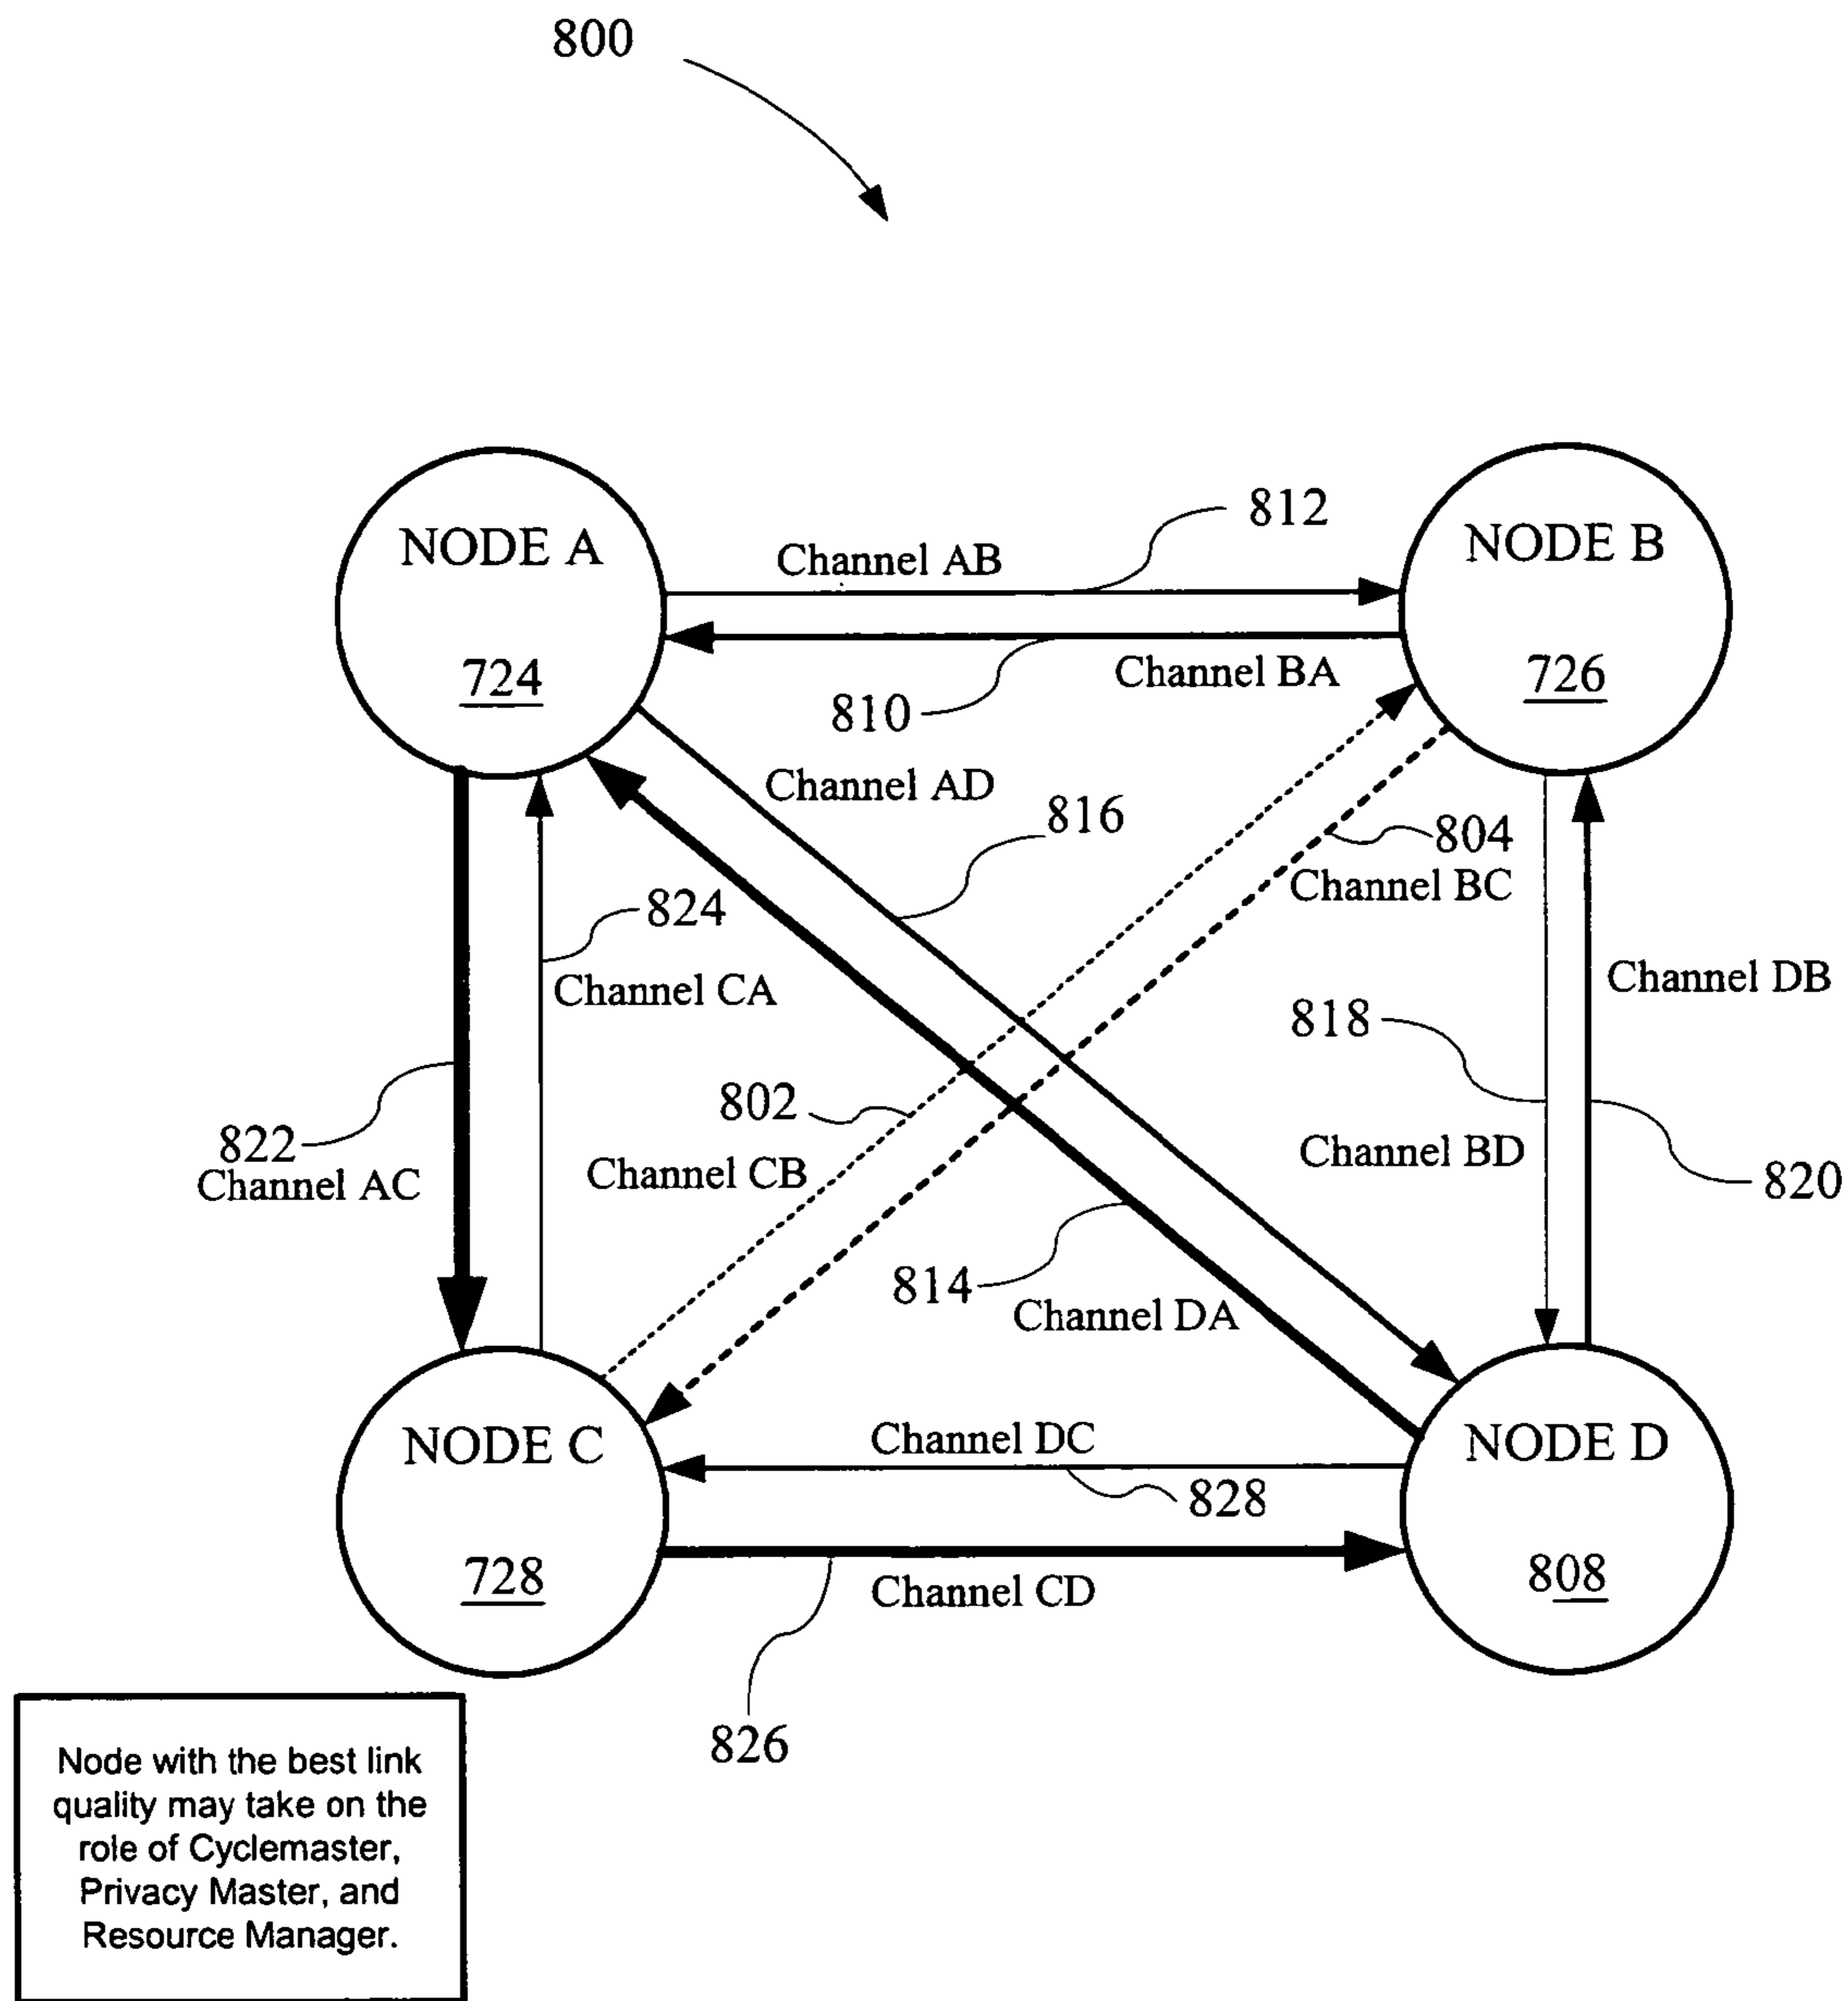 800
812
NODE A
NODE B
Channel AB
724
Channel BA
726
810
Channel AD
816
804
Channel BC
824
Channel CA
Channel DB
818
802
822
Channel AC
Channel CB
Channel BD
820
814
Channel DA
NODE C
Channel DC
NODE D
828
728
Channel CD
808
826
Node with the best link
quality may take on the
role of Cyclemaster,
Privacy Master, and
Resource Manager.